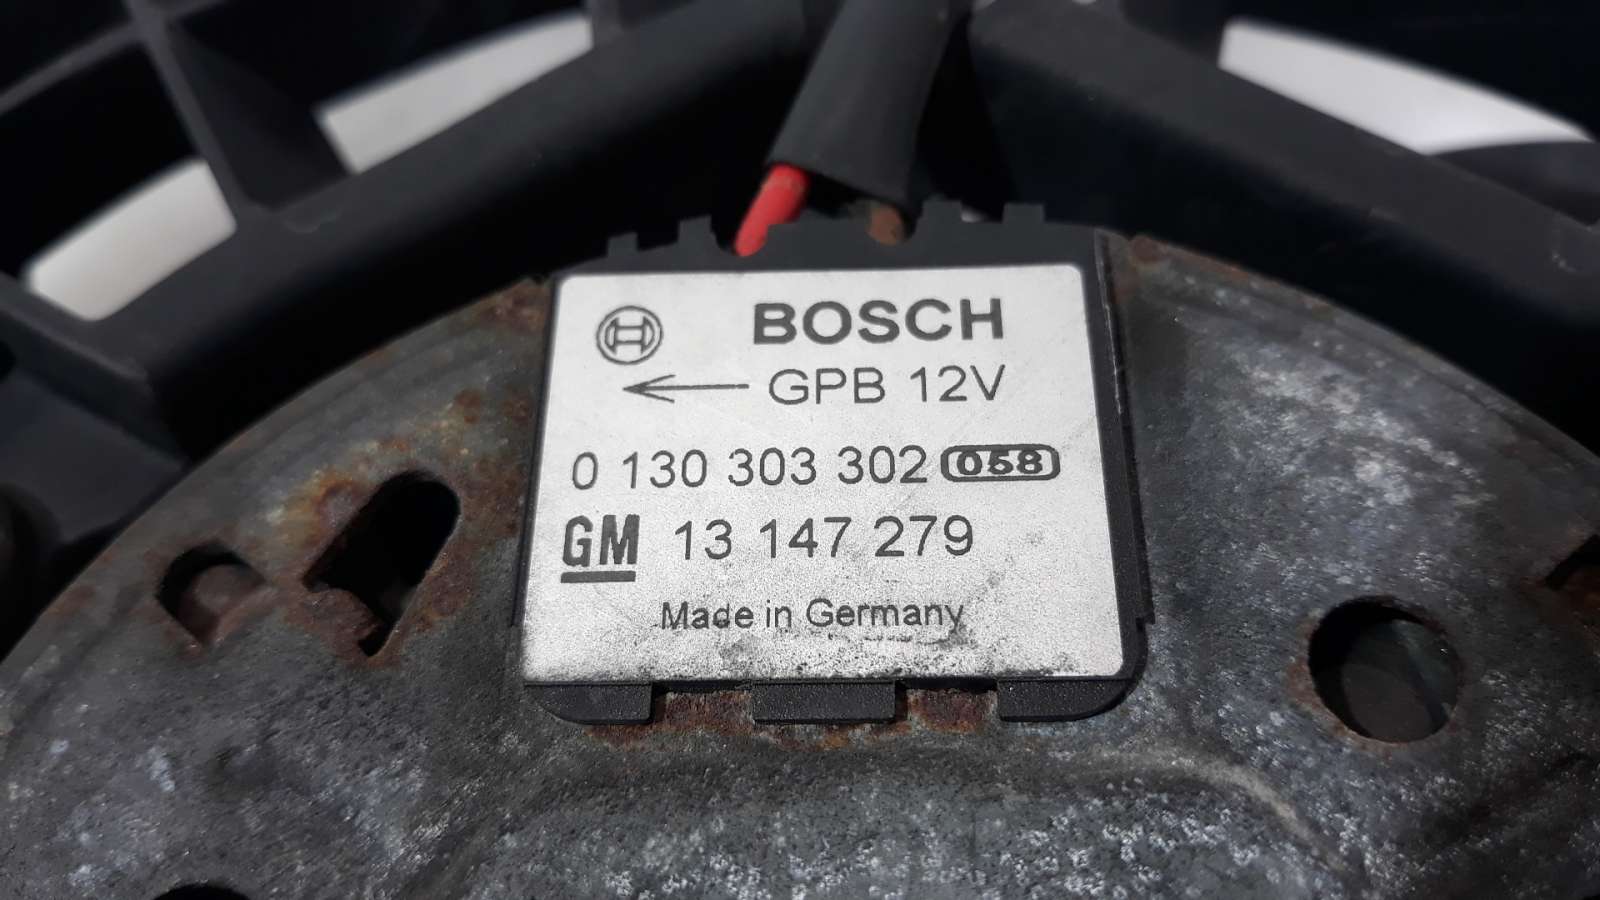 BOSCH
GPB 12V
0 130 303 302 058
GM 13 147 279
Made in Germany